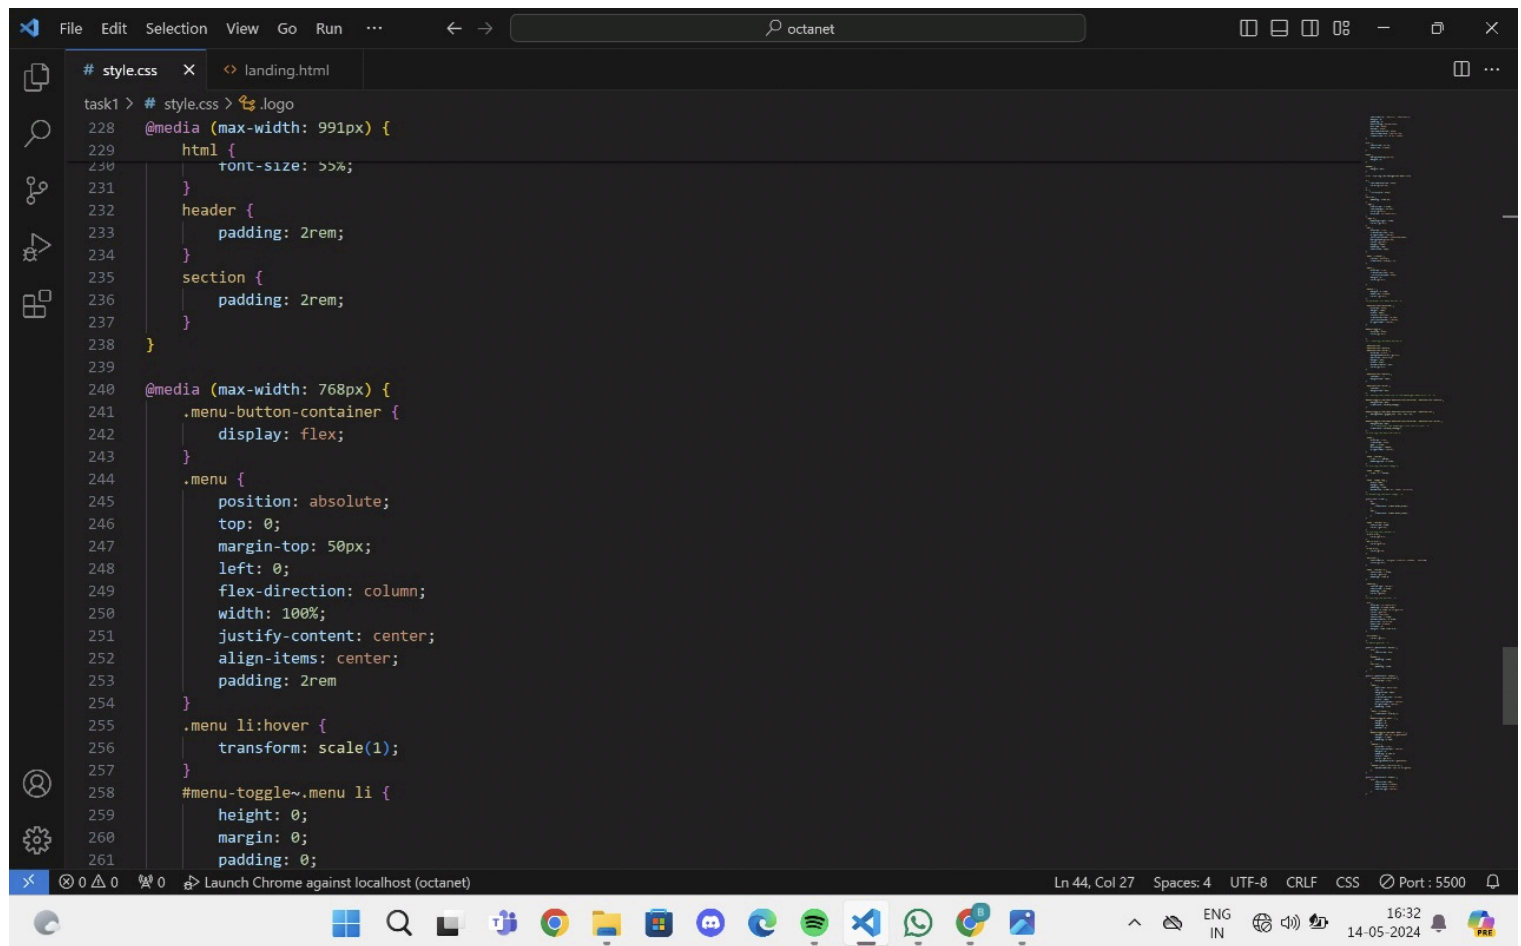 File Edit Selection View Go Run ··· ← → octanet
# style.css × <> landing.html ···
task1 > # style.css > .logo
228 @media (max-width: 991px) {
229 html {
230 font-size: 55%;
231 }
232 header {
233 padding: 2rem;
234 }
235 section {
236 padding: 2rem;
237 }
238 }
239
240 @media (max-width: 768px) {
241 .menu-button-container {
242 display: flex;
243 }
244 .menu {
245 position: absolute;
246 top: 0;
247 margin-top: 50px;
248 left: 0;
249 flex-direction: column;
250 width: 100%;
251 justify-content: center;
252 align-items: center;
253 padding: 2rem
254 }
255 .menu li:hover {
256 transform: scale(1);
257 }
258 #menu-toggle~.menu li {
259 height: 0;
260 margin: 0;
261 padding: 0;
0 0 0 Launch Chrome against localhost (octanet) Ln 44, Col 27 Spaces: 4 UTF-8 CRLF CSS Port : 5500
ENG 16:32
IN 14-05-2024 PRE